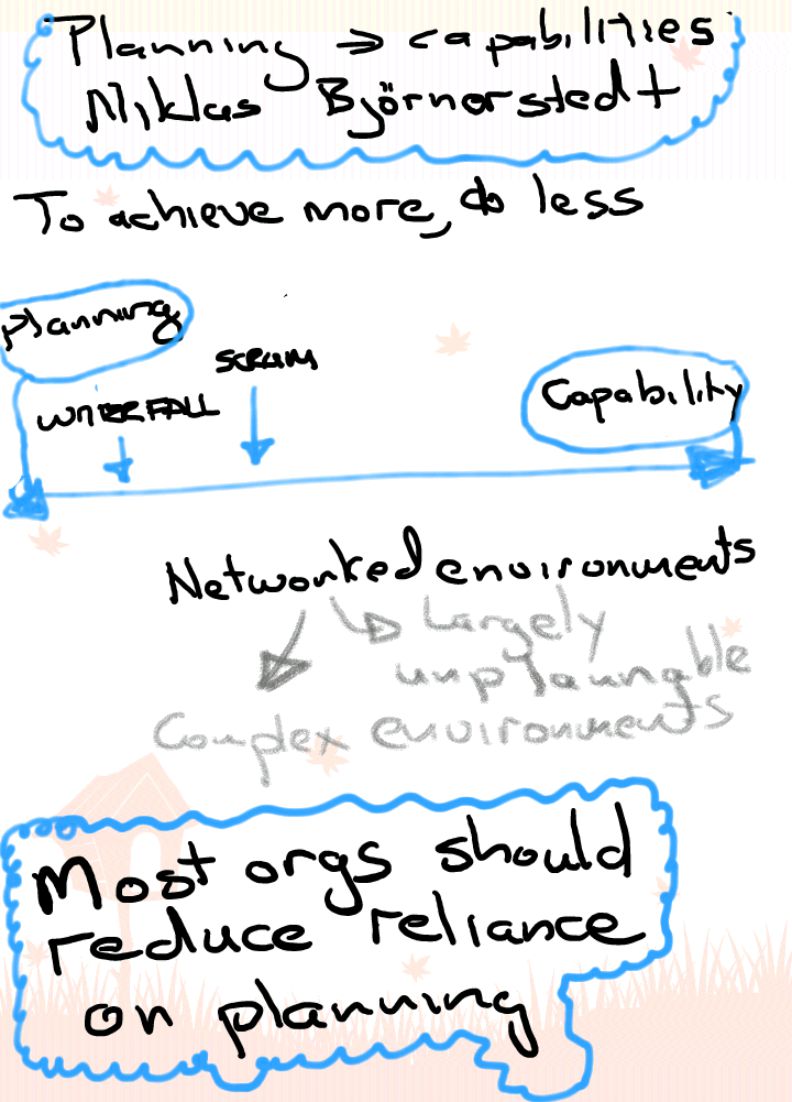 Planning → capabilities
Niklas Björnerstedt
To achieve more, do less
Planning
SCRUM
WATERFALL
Capability
Networked environments
Largely
unplannable
Complex environments
Most orgs should
reduce reliance
on planning